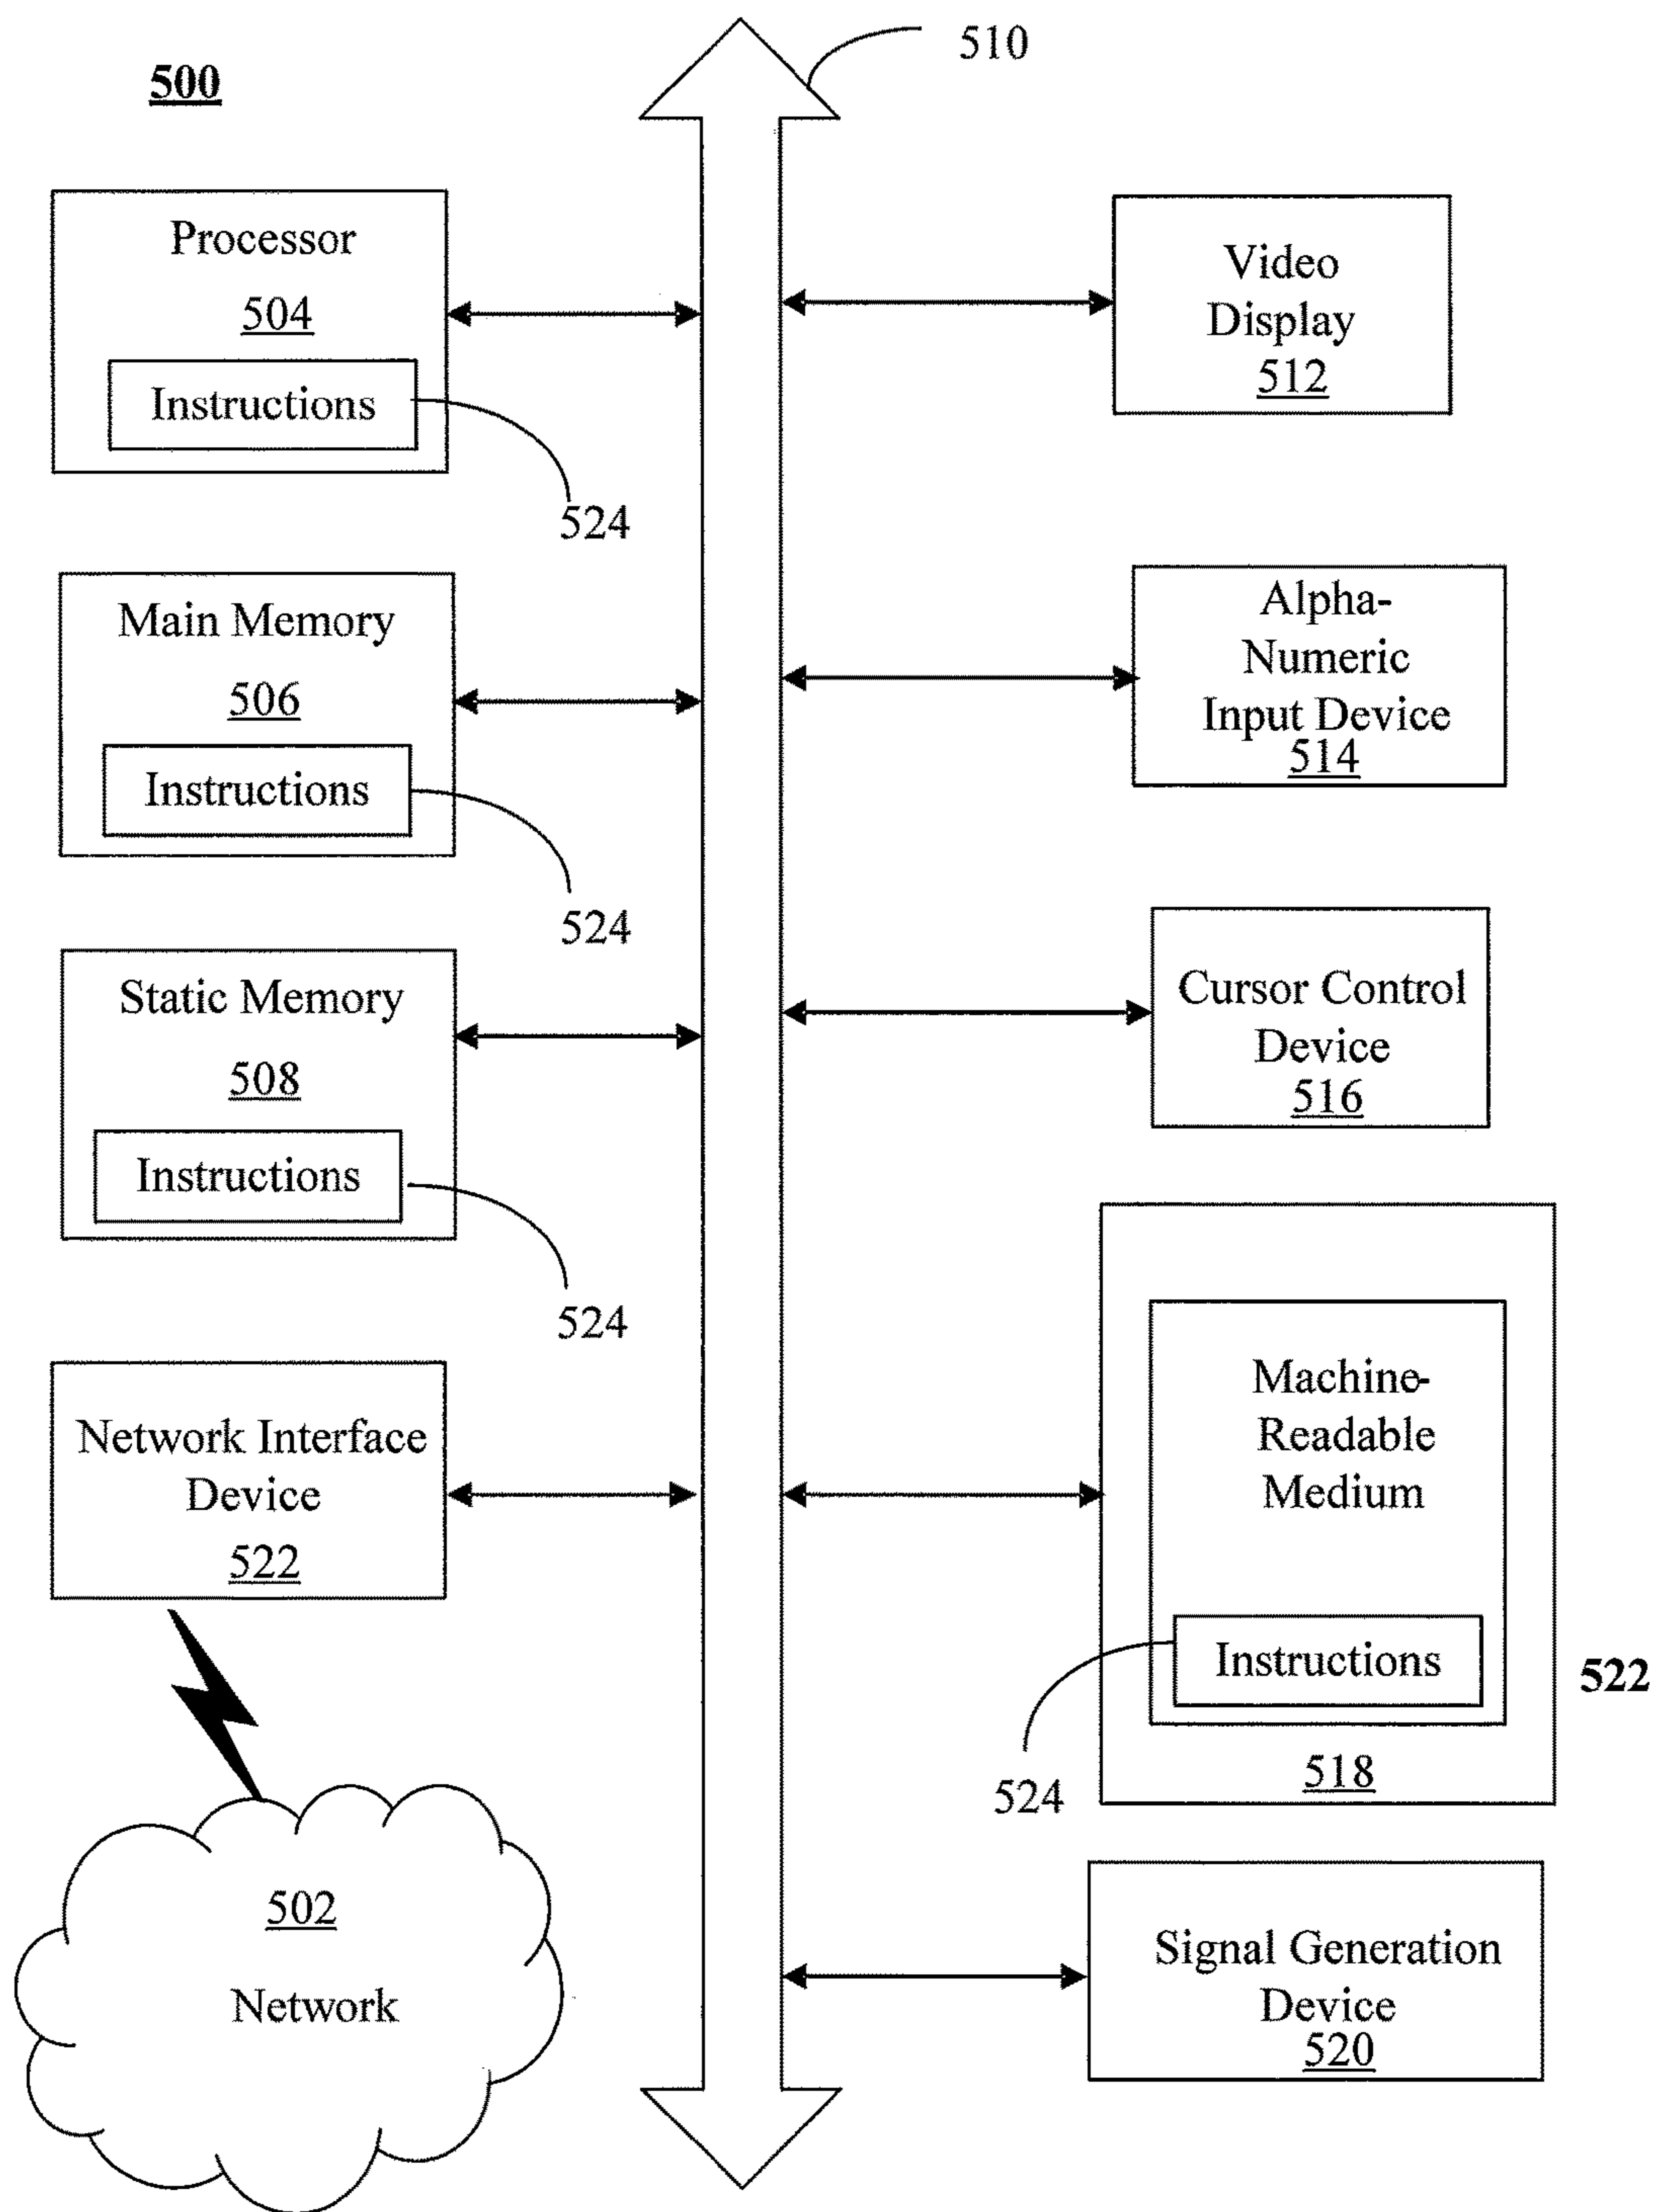 500
510
Processor
504
Instructions
524
Main Memory
506
Instructions
524
Static Memory
508
Instructions
524
Network Interface
Device
522
502
Network
Video
Display
512
Alpha-
Numeric
Input Device
514
Cursor Control
Device
516
Machine-
Readable
Medium
Instructions
522
524
518
Signal Generation
Device
520